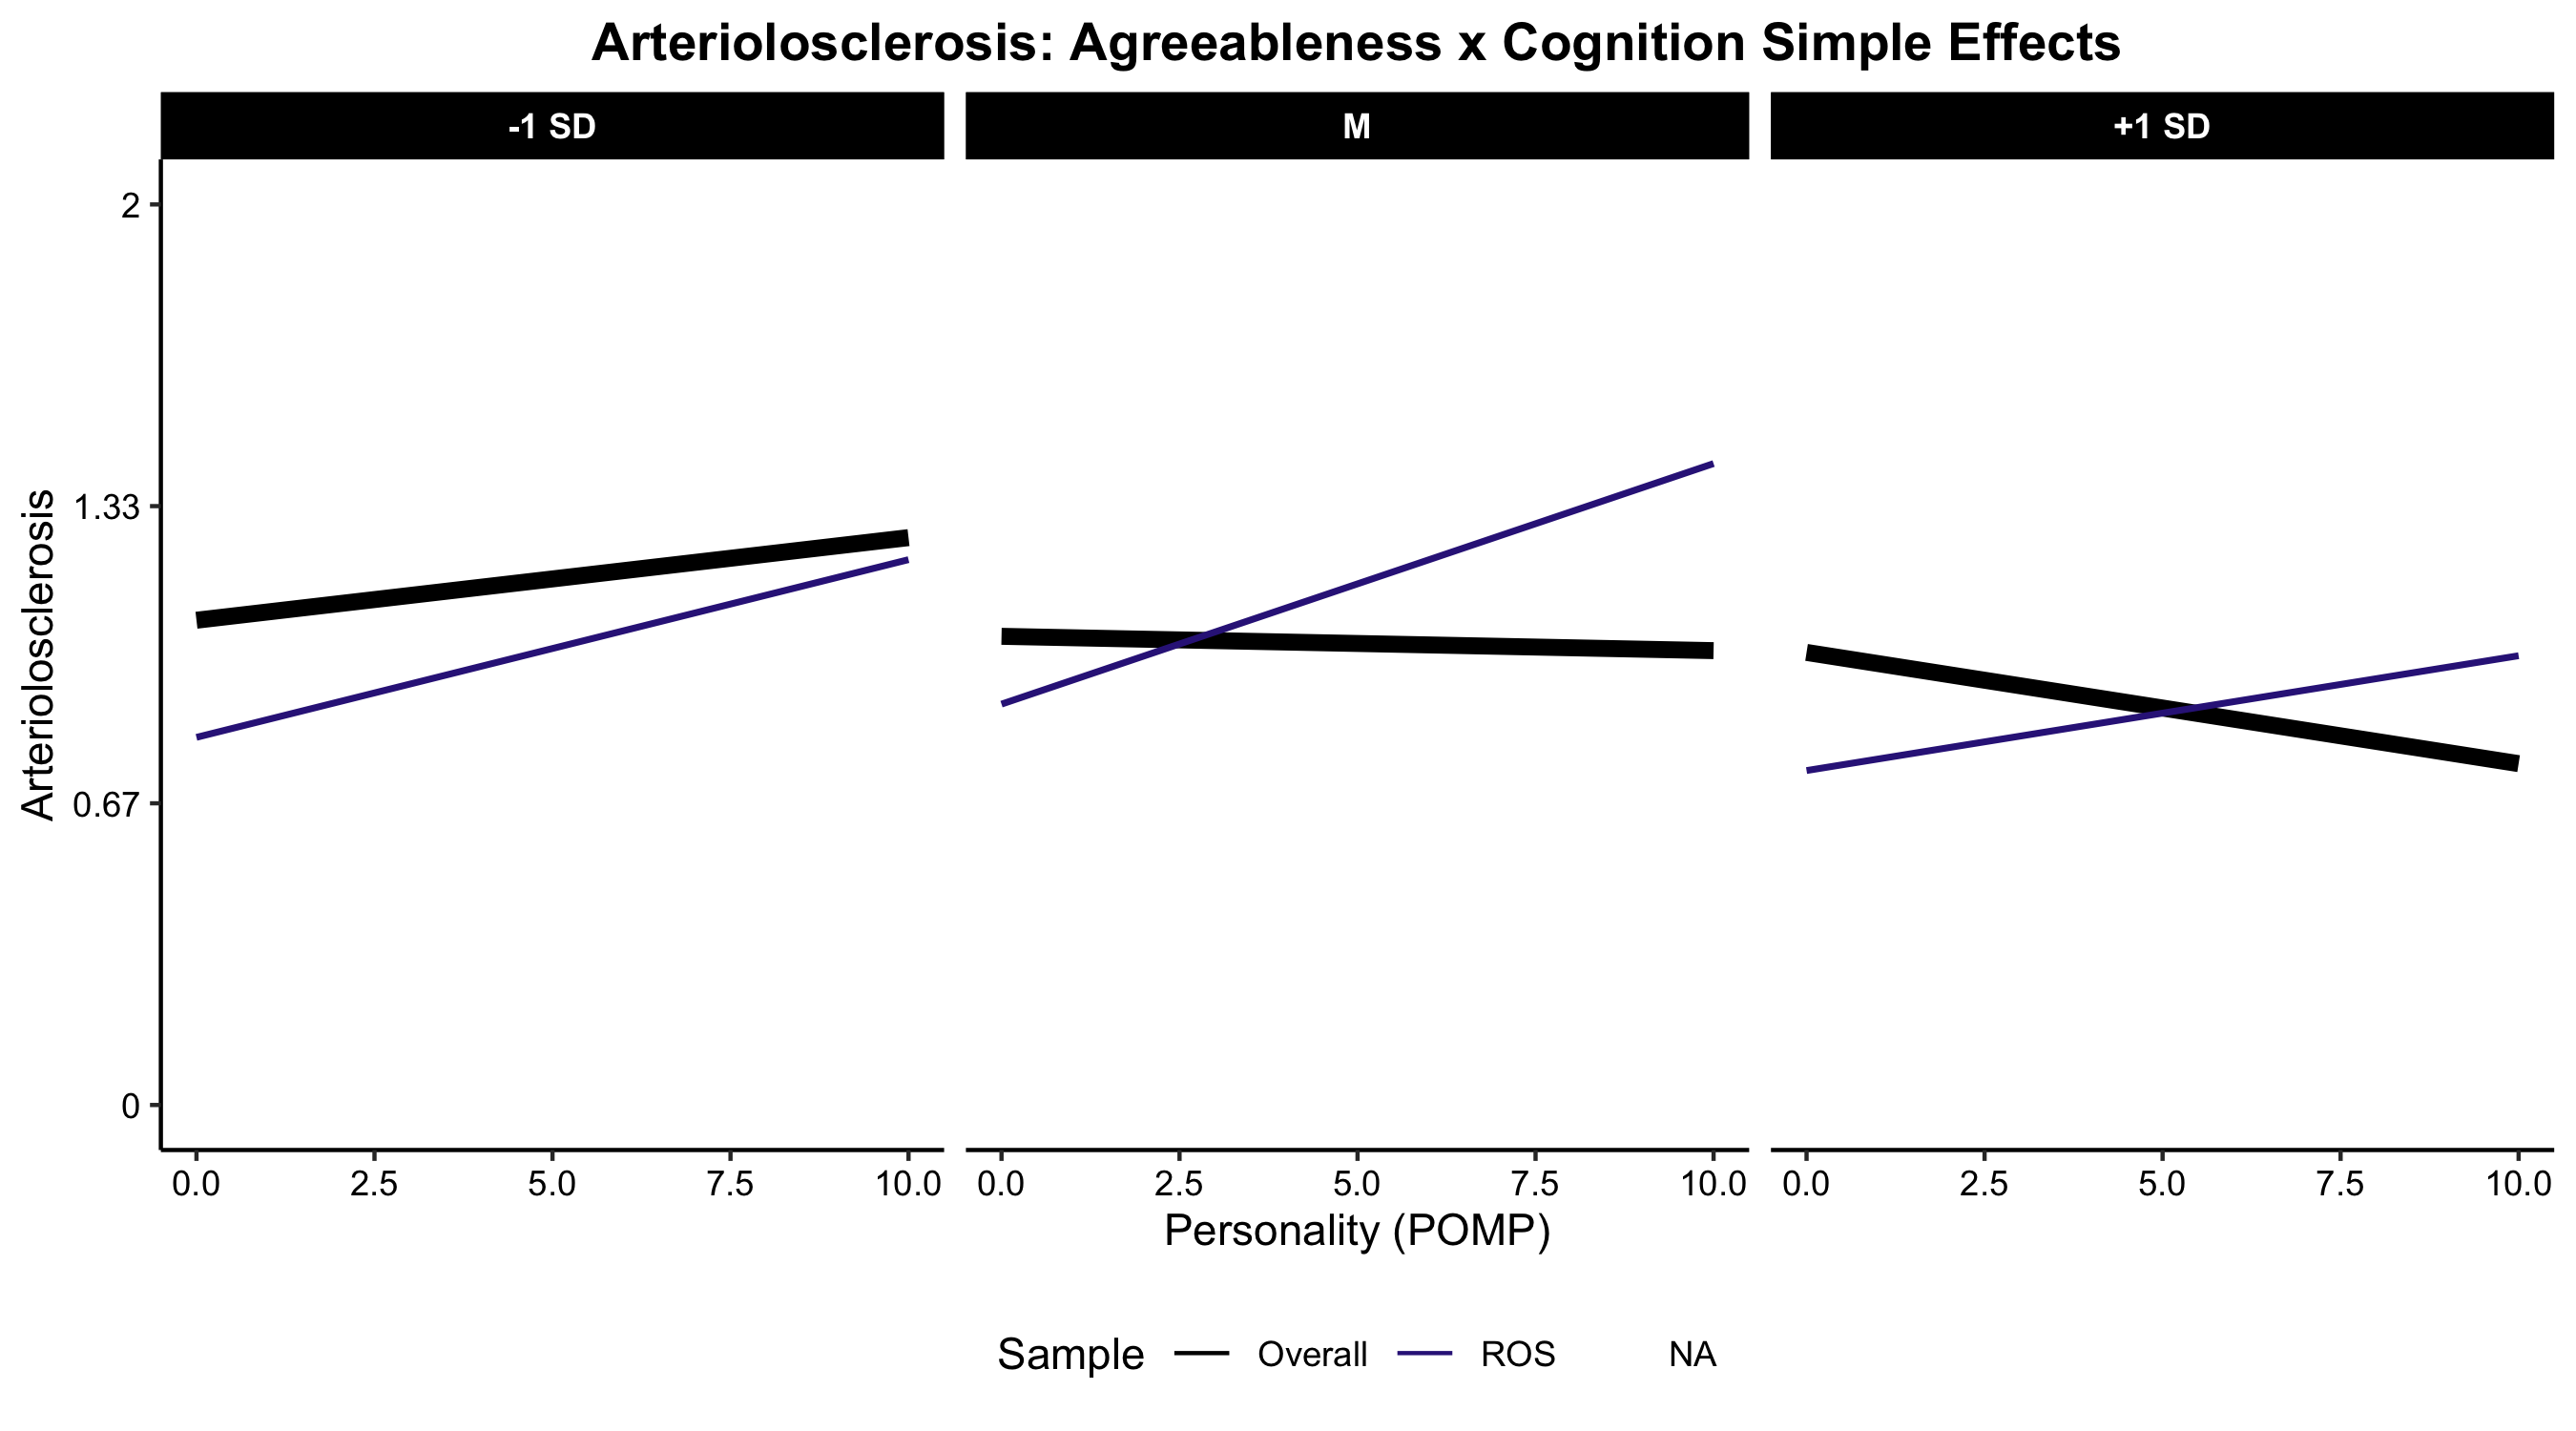 Arteriolosclerosis: Agreeableness x Cognition Simple Effects
-1 SD M +1 SD
2
1.33
0.67
0
Arteriolosclerosis
0.0 2.5 5.0 7.5 10.0 0.0 2.5 5.0 7.5 10.0 0.0 2.5 5.0 7.5 10.0
Personality (POMP)
Sample Overall ROS NA